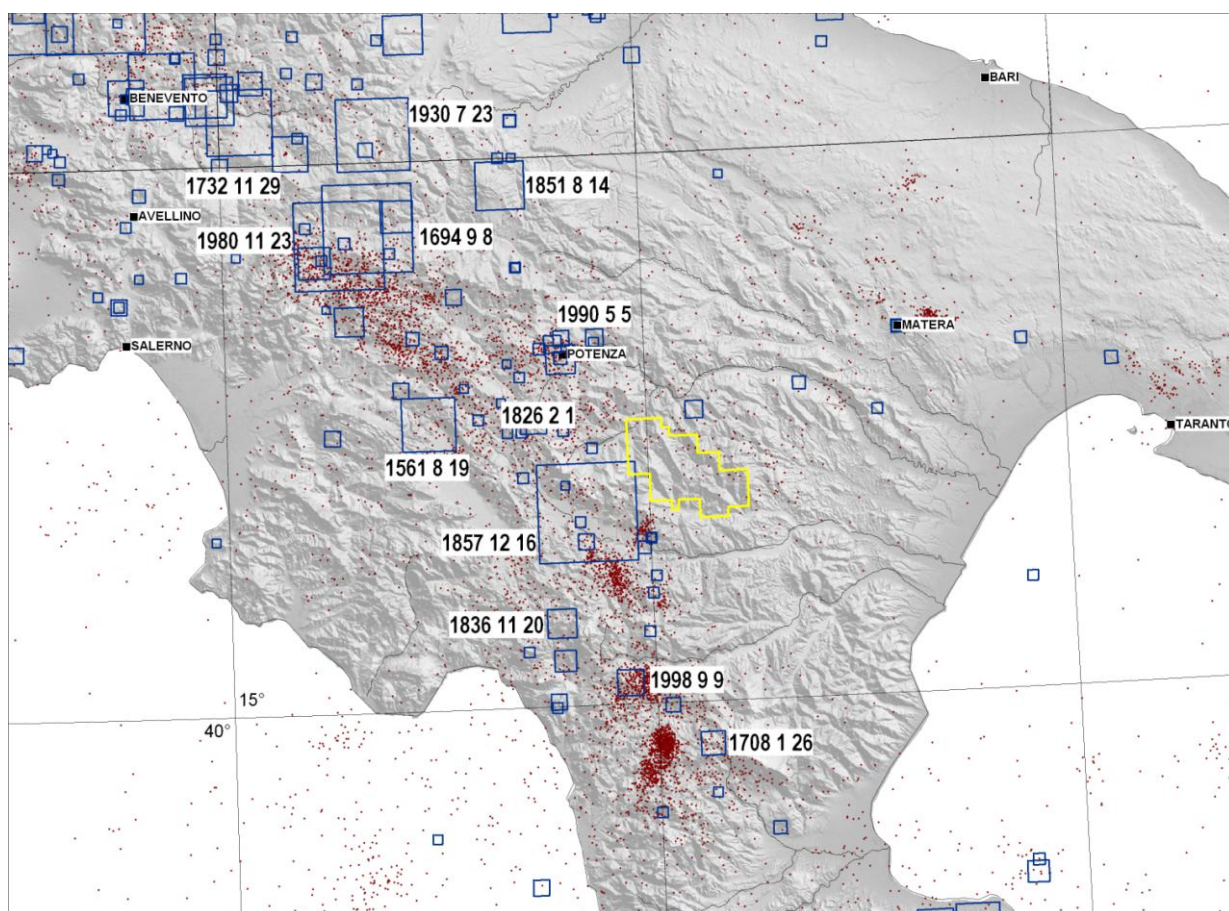 BARI
BENEVENTO
1930 7 23
1732 11 29
1851 8 14
AVELLINO
1980 11 23
1694 9 8
1990 5 5
MATERA
SALERNO
POTENZA
1826 2 1
TARANTO
1561 8 19
1857 12 16
1836 11 20
1998 9 9
15°
40°
1708 1 26